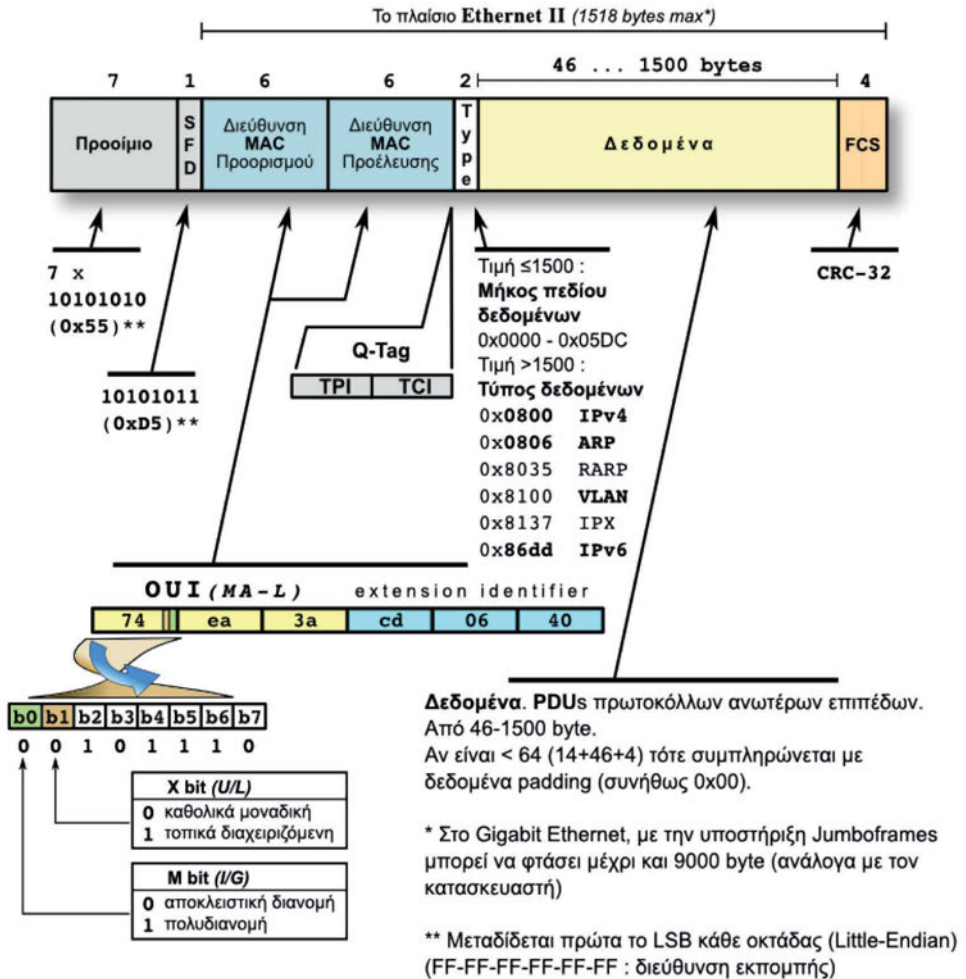 Το πλαίσιο Ethernet II (1518 bytes max*)
46 ... 1500 bytes
7 1 6 6 2 4
Προοίμιο
SFD
Διεύθυνση
MAC
Προορισμού
Διεύθυνση
MAC
Προέλευσης
Type
Δεδομένα
FCS
7 x
10101010
(0x55)**
10101011
(0xD5)**
Q-Tag
TPI TCI
Τιμή ≤1500 :
Μήκος πεδίου
δεδομένων
0x0000 - 0x05DC
Τιμή >1500 :
Τύπος δεδομένων
0x0800 IPv4
0x0806 ARP
0x8035 RARP
0x8100 VLAN
0x8137 IPX
0x86dd IPv6
CRC-32
OUI (MA-L) extension identifier
74 ea 3a cd 06 40
b0 b1 b2 b3 b4 b5 b6 b7
0 0 1 0 1 1 1 0
X bit (U/L)
0 καθολικά μοναδική
1 τοπικά διαχειριζόμενη
M bit (I/G)
0 αποκλειστική διανομή
1 πολυδιανομή
Δεδομένα. PDUs πρωτοκόλλων ανωτέρων επιπέδων.
Από 46-1500 byte.
Αν είναι < 64 (14+46+4) τότε συμπληρώνεται με
δεδομένα padding (συνήθως 0x00).
* Στο Gigabit Ethernet, με την υποστήριξη Jumboframes
μπορεί να φτάσει μέχρι και 9000 byte (ανάλογα με τον
κατασκευαστή)
** Μεταδίδεται πρώτα το LSB κάθε οκτάδας (Little-Endian)
(FF-FF-FF-FF-FF-FF : διεύθυνση εκπομπής)